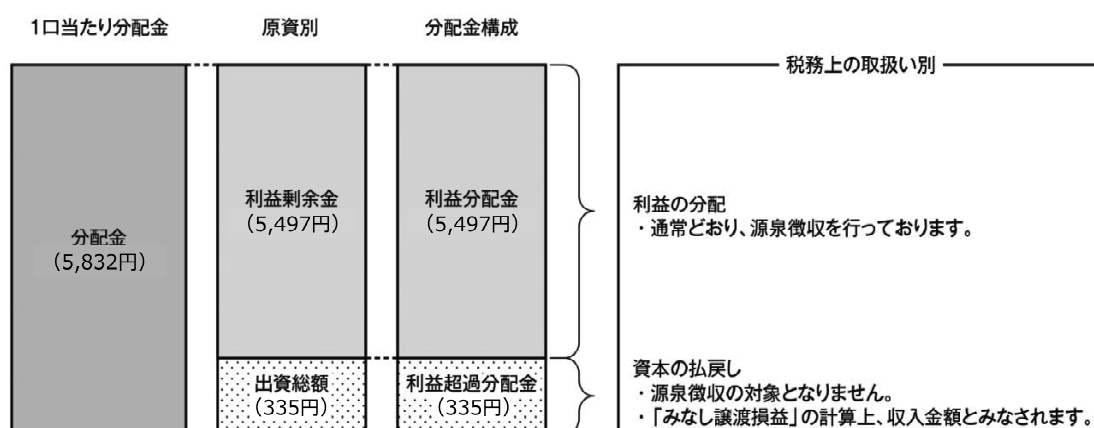 1口当たり分配金
原資別
分配金構成
税務上の取扱い別
分配金
（5,832円）
利益剰余金
（5,497円）
利益分配金
（5,497円）
利益の分配
・通常どおり、源泉徴収を行っております。
出資総額
（335円）
利益超過分配金
（335円）
資本の払戻し
・源泉徴収の対象となりません。
・「みなし譲渡損益」の計算上、収入金額とみなされます。